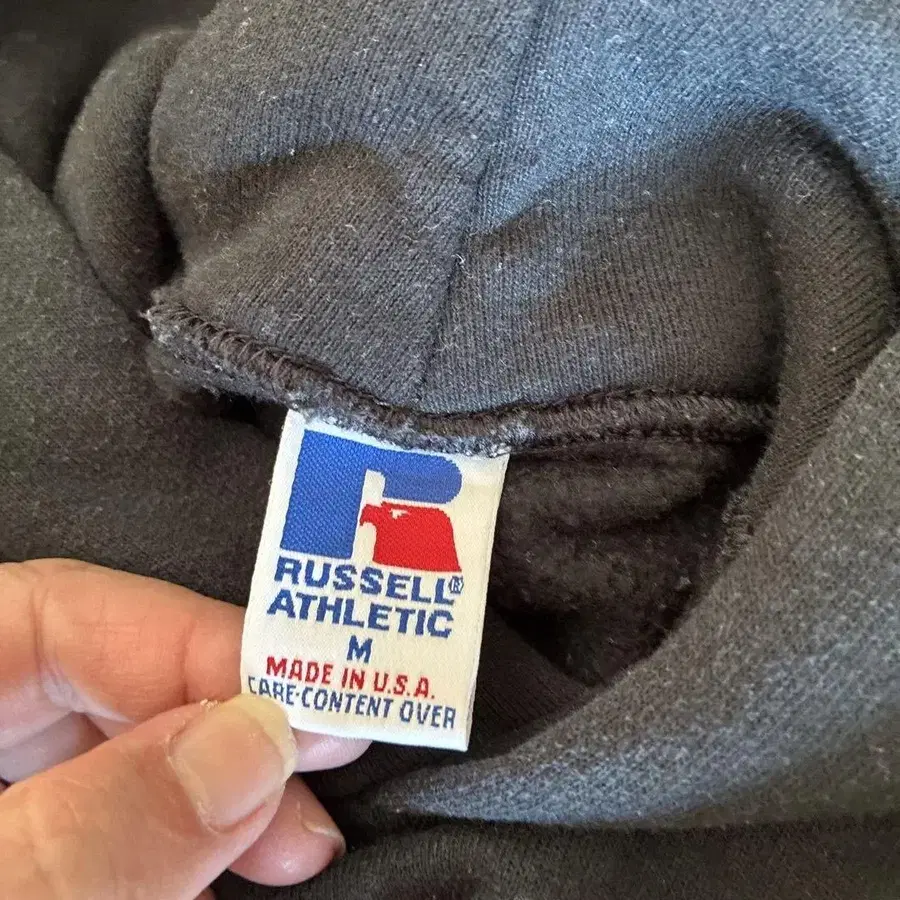 RUSSELL®
ATHLETIC
M
MADE IN U.S.A.
CARE-CONTENT OVER